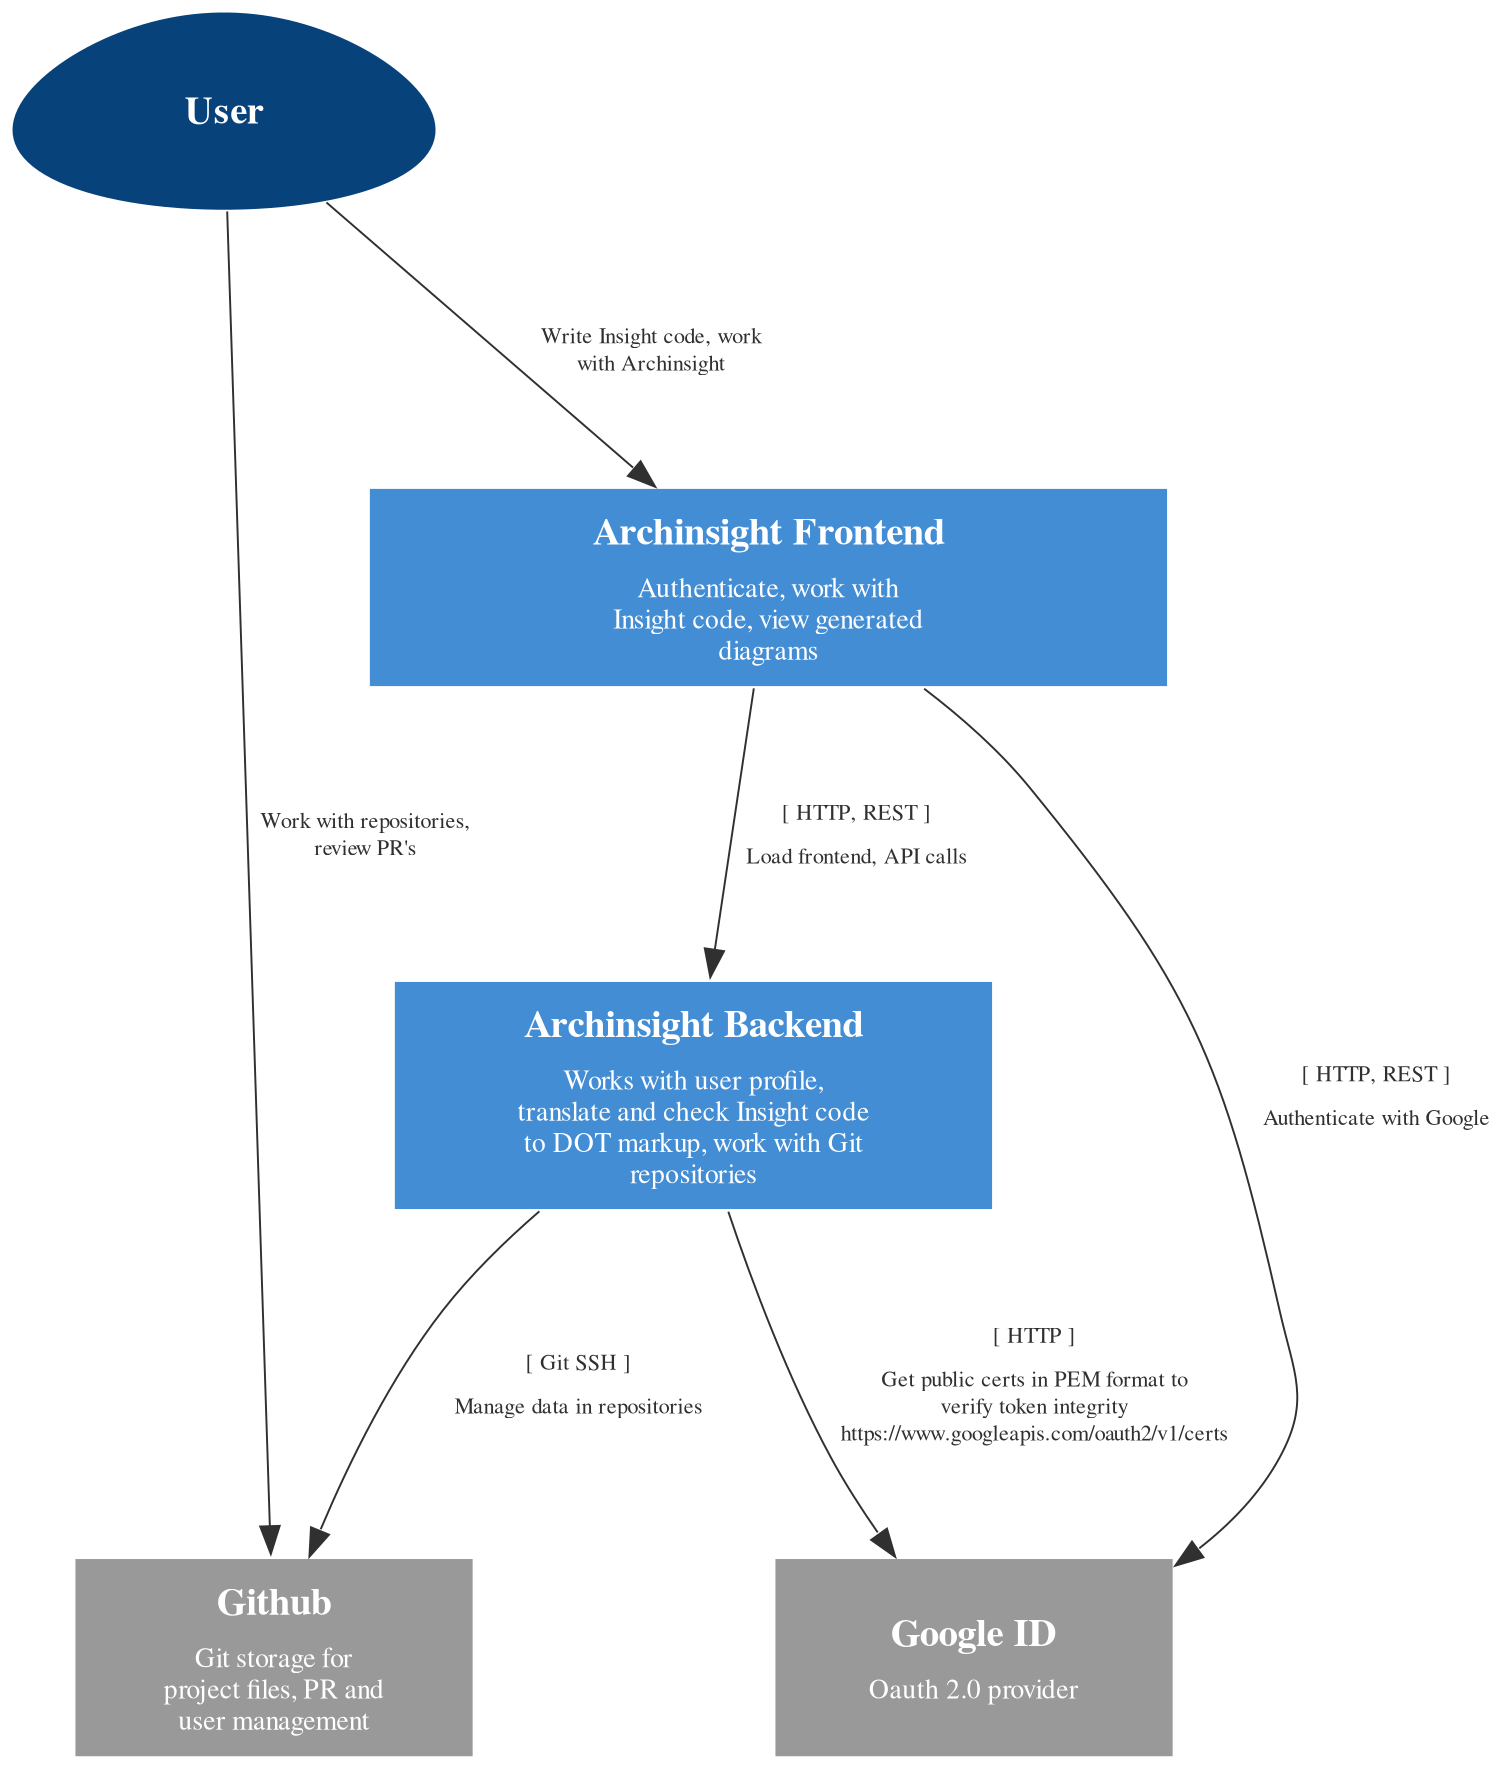 User
Write Insight code, work
with Archinsight
Archinsight Frontend
Authenticate, work with
Insight code, view generated
diagrams
Work with repositories,
review PR's
[ HTTP, REST ]
Load frontend, API calls
Archinsight Backend
Works with user profile,
translate and check Insight code
to DOT markup, work with Git
repositories
[ HTTP, REST ]
Authenticate with Google
[ Git SSH ]
Manage data in repositories
[ HTTP ]
Get public certs in PEM format to
verify token integrity
https://www.googleapis.com/oauth2/v1/certs
Github
Git storage for
project files, PR and
user management
Google ID
Oauth 2.0 provider